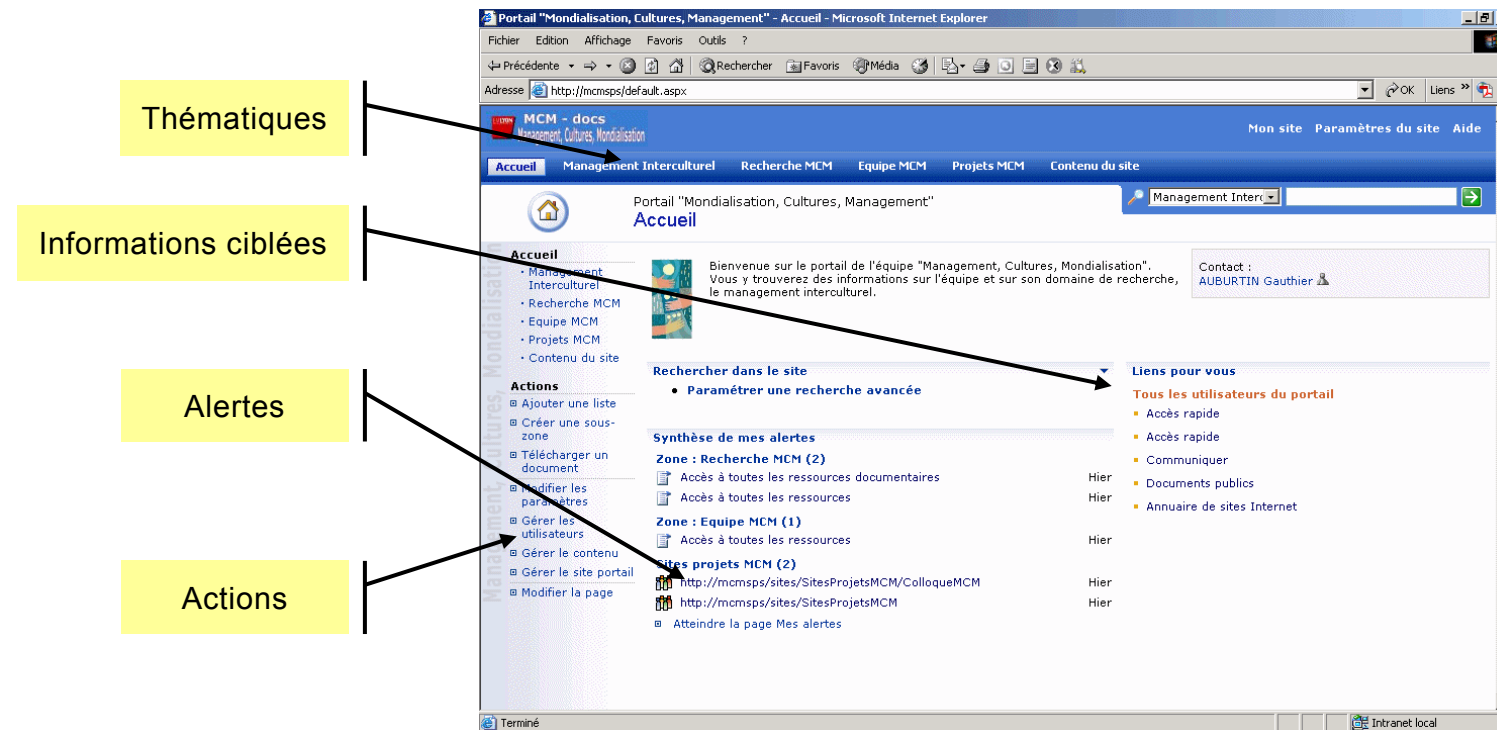 Portail "Mondialisation, Cultures, Management" - Accueil - Microsoft Internet Explorer
Fichier Edition Affichage Favoris Outils ?
Précédente Rechercher Favoris Média
Adresse http://mcmsps/default.aspx OK Liens »
Thématiques
MCM - docs
Management, Cultures, Mondialisation
Mon site Paramètres du site Aide
Accueil Management Interculturel Recherche MCM Equipe MCM Projets MCM Contenu du site
Portail "Mondialisation, Cultures, Management"
Accueil
Management Interc
Informations ciblées
Accueil
Management
Interculturel
Recherche MCM
Equipe MCM
Projets MCM
Contenu du site
Bienvenue sur le portail de l'équipe "Management, Cultures, Mondialisation".
Vous y trouverez des informations sur l'équipe et sur son domaine de recherche,
le management interculturel.
Contact :
AUBURTIN Gauthier
Alertes
Actions
Ajouter une liste
Créer une sous-
zone
Télécharger un
document
Modifier les
paramètres
Gérer les
utilisateurs
Gérer le contenu
Gérer le site portail
Modifier la page
Management, Cultures, Mondialisation
Rechercher dans le site
Paramétrer une recherche avancée
Synthèse de mes alertes
Zone : Recherche MCM (2)
Accès à toutes les ressources documentaires Hier
Accès à toutes les ressources Hier
Zone : Equipe MCM (1)
Accès à toutes les ressources Hier
Sites projets MCM (2)
http://mcmsps/sites/SitesProjetsMCM/ColloqueMCM Hier
http://mcmsps/sites/SitesProjetsMCM Hier
Atteindre la page Mes alertes
Liens pour vous
Tous les utilisateurs du portail
Accès rapide
Accès rapide
Communiquer
Documents publics
Annuaire de sites Internet
Actions
Terminé Intranet local